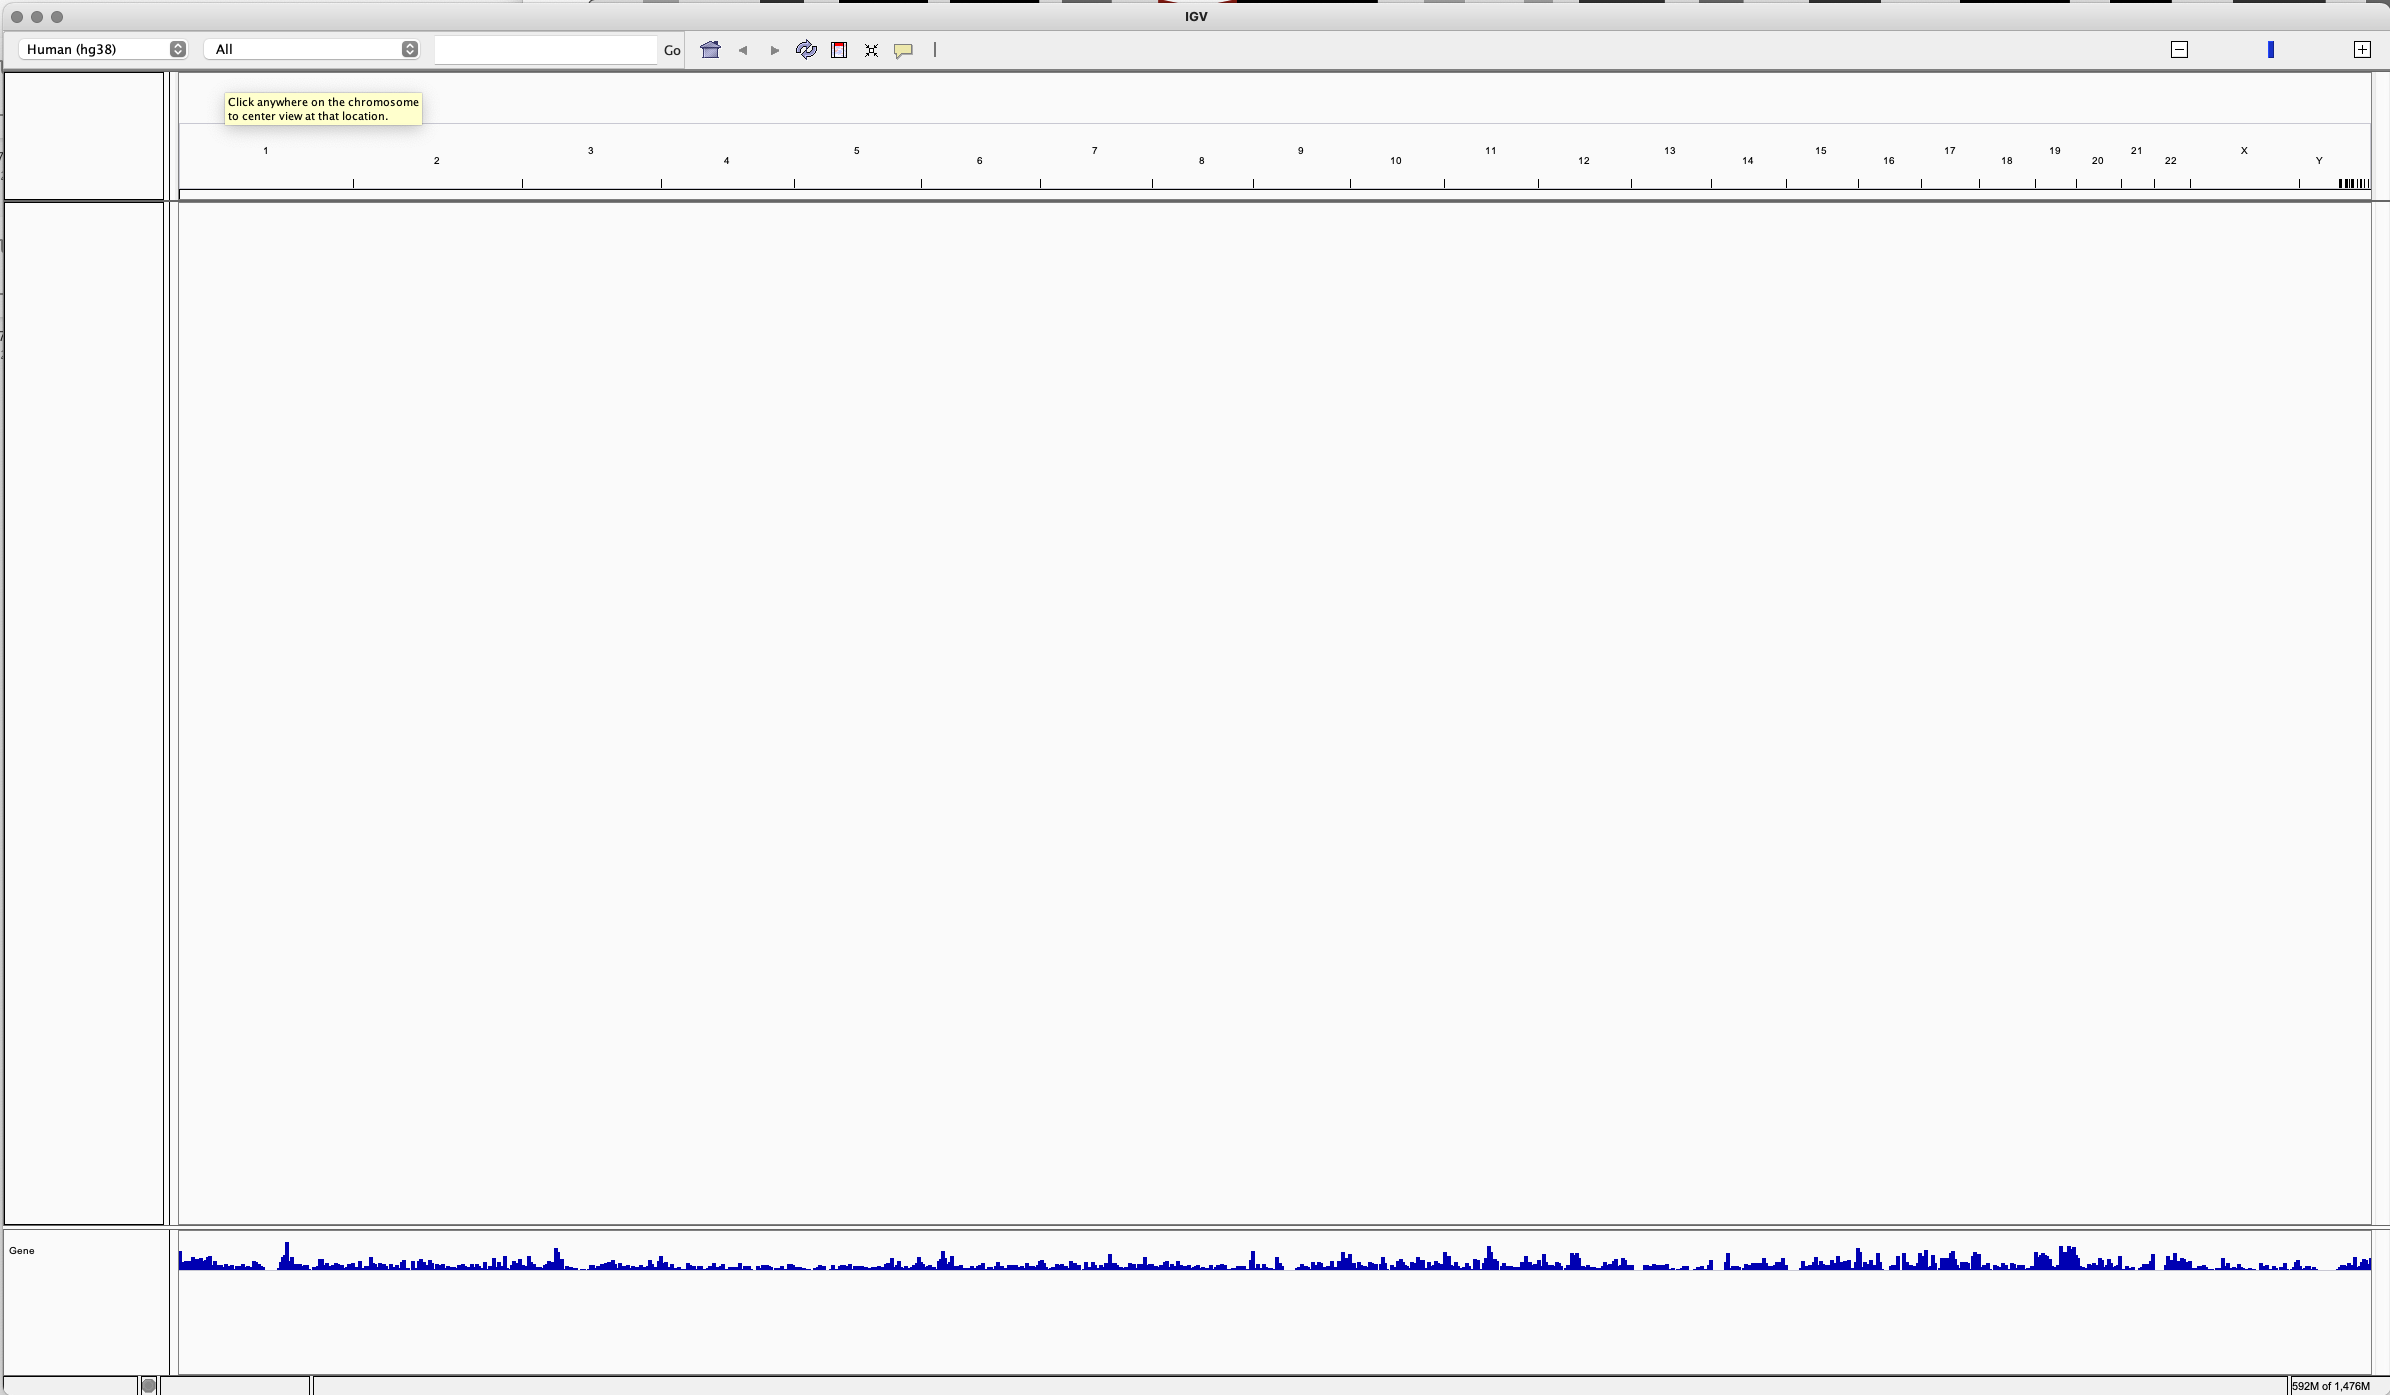 IGV
Human (hg38)
All
Go
Click anywhere on the chromosome
to center view at that location.
1 2 3 4 5 6 7 8 9 10 11 12 13 14 15 16 17 18 19 20 21 22 X Y
Gene
592M of 1,476M